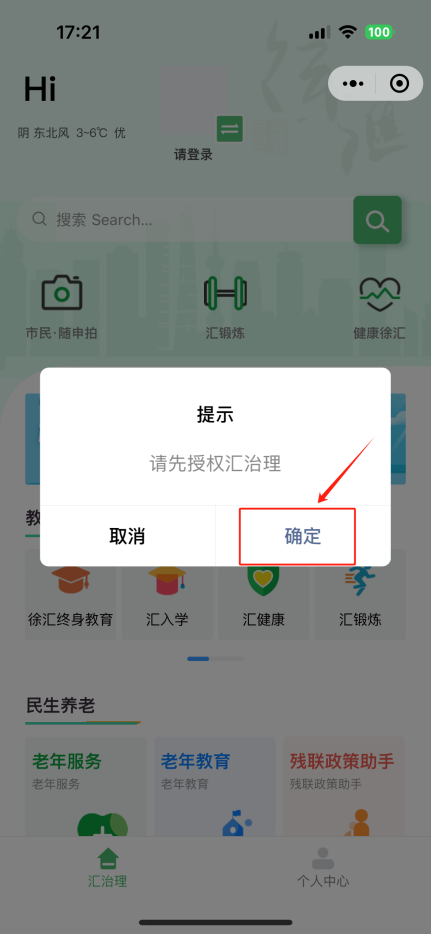 17:21
100
Hi
阴 东北风 3~6℃ 优
请登录
搜索 Search...
市民·随申拍
汇锻炼
健康徐汇
提示
请先授权汇治理
取消
确定
教
徐汇终身教育
汇入学
汇健康
汇锻炼
民生养老
老年服务
老年教育
残联政策助手
老年服务
老年教育
残联政策助手
汇治理
个人中心